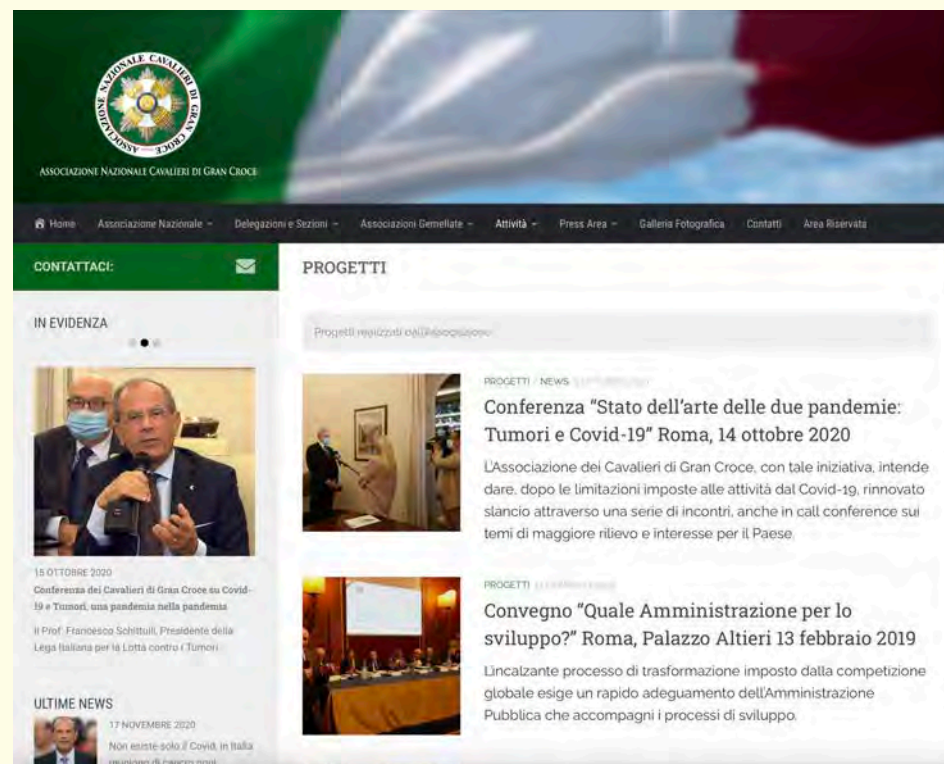 ASSOCIAZIONE NAZIONALE CAVALIERI DI GRAN CROCE
ASSOCIAZIONE NAZIONALE CAVALIERI DI GRAN CROCE
Home Associazione Nazionale Delegazioni e Sezioni Associazioni Gemellate Attività Press Area Galleria Fotografica Contatti Area Riservata
CONTATTACI:
IN EVIDENZA
15 OTTOBRE 2020
Conferenza dei Cavalieri di Gran Croce su Covid-
19 e Tumori, una pandemia nella pandemia
Il Prof. Francesco Schittulli, Presidente della
Lega Italiana per la Lotta contro i Tumori
ULTIME NEWS
17 NOVEMBRE 2020
Non esiste solo il Covid, in Italia
PROGETTI
Progetti realizzati dall'Associazione
PROGETTI / NEWS
Conferenza “Stato dell’arte delle due pandemie:
Tumori e Covid-19” Roma, 14 ottobre 2020
L’Associazione dei Cavalieri di Gran Croce, con tale iniziativa, intende
dare, dopo le limitazioni imposte alle attività dal Covid-19, rinnovato
slancio attraverso una serie di incontri, anche in call conference sui
temi di maggiore rilievo e interesse per il Paese.
PROGETTI
Convegno “Quale Amministrazione per lo
sviluppo?” Roma, Palazzo Altieri 13 febbraio 2019
L’incalzante processo di trasformazione imposto dalla competizione
globale esige un rapido adeguamento dell’Amministrazione
Pubblica che accompagni i processi di sviluppo.